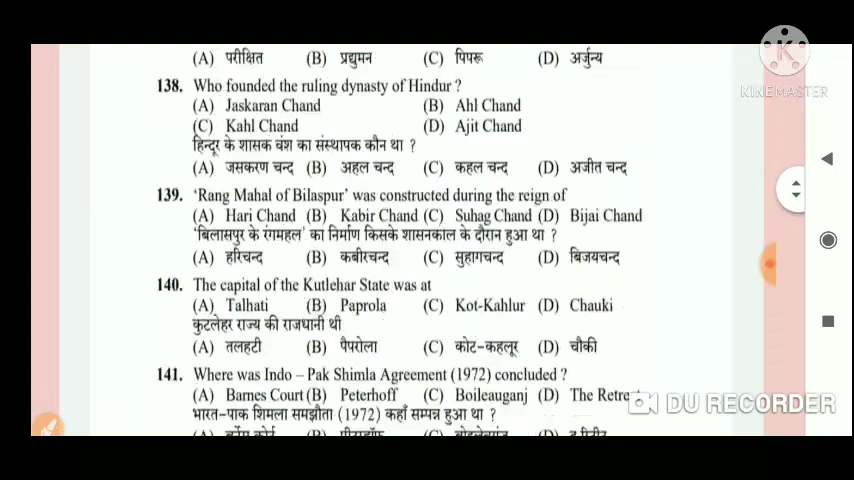 (A) परीक्षित (B) प्रद्युमन (C) पिपरू (D) अर्जुन्य
KINEMASTER
138. Who founded the ruling dynasty of Hindur ?
(A) Jaskaran Chand (B) Ahl Chand
(C) Kahl Chand (D) Ajit Chand
हिन्दूर के शासक वंश का संस्थापक कौन था ?
(A) जसकरण चन्द (B) अहल चन्द (C) कहल चन्द (D) अजीत चन्द
139. ‘Rang Mahal of Bilaspur’ was constructed during the reign of
(A) Hari Chand (B) Kabir Chand (C) Suhag Chand (D) Bijai Chand
‘बिलासपुर के रंगमहल’ का निर्माण किसके शासनकाल के दौरान हुआ था ?
(A) हरिचन्द (B) कबीरचन्द (C) सुहागचन्द (D) बिजयचन्द
140. The capital of the Kutlehar State was at
(A) Talhati (B) Paprola (C) Kot-Kahlur (D) Chauki
कुटलेहर राज्य की राजधानी थी
(A) तलहटी (B) पैपरोला (C) कोट-कहलूर (D) चौकी
141. Where was Indo – Pak Shimla Agreement (1972) concluded ?
(A) Barnes Court (B) Peterhoff (C) Boileauganj (D) The Retreat
DU RECORDER
भारत-पाक शिमला समझौता (1972) कहाँ सम्पन्न हुआ था ?